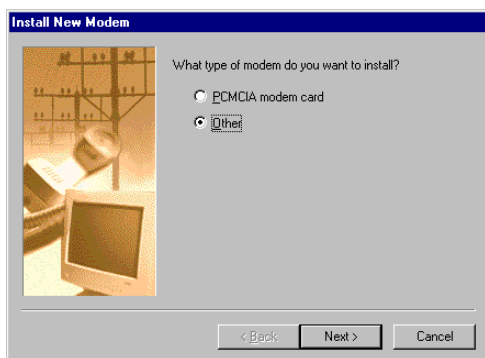 Install New Modem
What type of modem do you want to install?
PCMCIA modem card
Other
< Back
Next >
Cancel